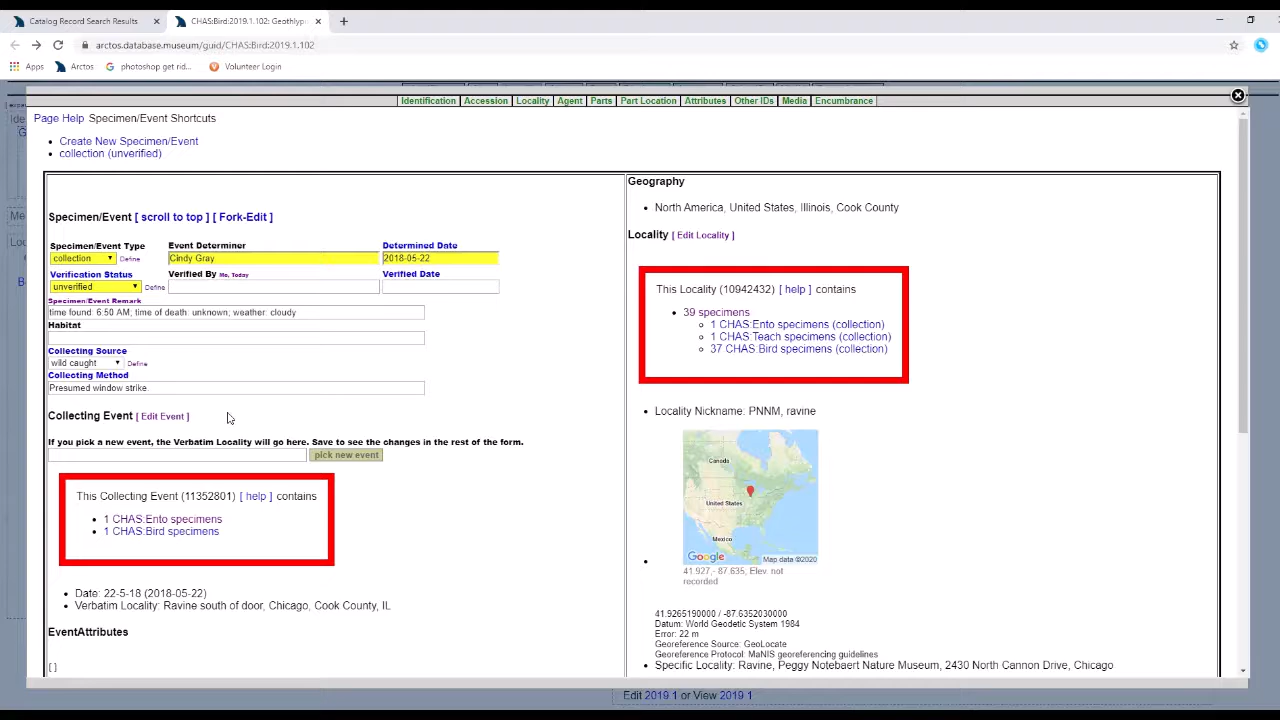 Catalog Record Search Results
CHAS:Bird:2019.1.102: Geothlyp
arctos.database.museum/guid/CHAS:Bird:2019.1.102
Apps Arctos photoshop get rid... Volunteer Login
Identification Accession Locality Agent Parts Part Location Attributes Other IDs Media Encumbrance
Page Help Specimen/Event Shortcuts
Create New Specimen/Event
collection (unverified)
Specimen/Event [ scroll to top ] [ Fork-Edit ]
Specimen/Event Type Event Determiner Determined Date
collection Define Cindy Gray 2018-05-22
Verification Status Verified By Me, Today Verified Date
unverified Define
Specimen/Event Remark
time found: 6:50 AM; time of death: unknown; weather: cloudy
Habitat
Collecting Source
wild caught Define
Collecting Method
Presumed window strike.
Collecting Event [ Edit Event ]
If you pick a new event, the Verbatim Locality will go here. Save to see the changes in the rest of the form.
pick new event
This Collecting Event (11352801) [ help ] contains
1 CHAS:Ento specimens
1 CHAS:Bird specimens
Date: 22-5-18 (2018-05-22)
Verbatim Locality: Ravine south of door, Chicago, Cook County, IL
EventAttributes
[ ]
Geography
North America, United States, Illinois, Cook County
Locality [ Edit Locality ]
This Locality (10942432) [ help ] contains
39 specimens
1 CHAS:Ento specimens (collection)
1 CHAS:Teach specimens (collection)
37 CHAS:Bird specimens (collection)
Locality Nickname: PNNM, ravine
Canada
United States
Mexico
Google Map data ©2020
41.927,-87.635, Elev. not
recorded
41.9265190000 / -87.6352030000
Datum: World Geodetic System 1984
Error: 22 m
Georeference Source: GeoLocate
Georeference Protocol: MaNIS georeferencing guidelines
Specific Locality: Ravine, Peggy Notebaert Nature Museum, 2430 North Cannon Drive, Chicago
Edit 2019.1 or View 2019 1